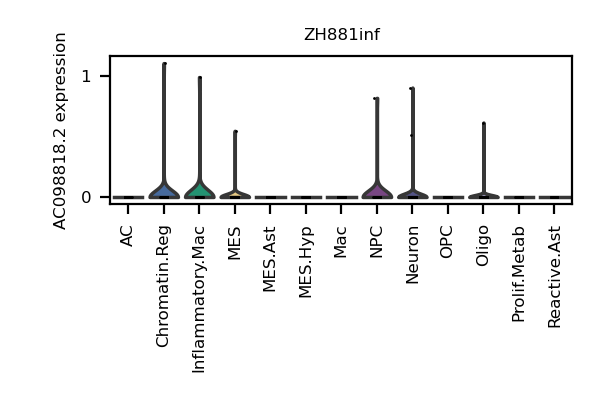 ZH881inf
AC098818.2 expression
1
0
AC
Chromatin.Reg
Inflammatory.Mac
MES
MES.Ast
MES.Hyp
Mac
NPC
Neuron
OPC
Oligo
Prolif.Metab
Reactive.Ast